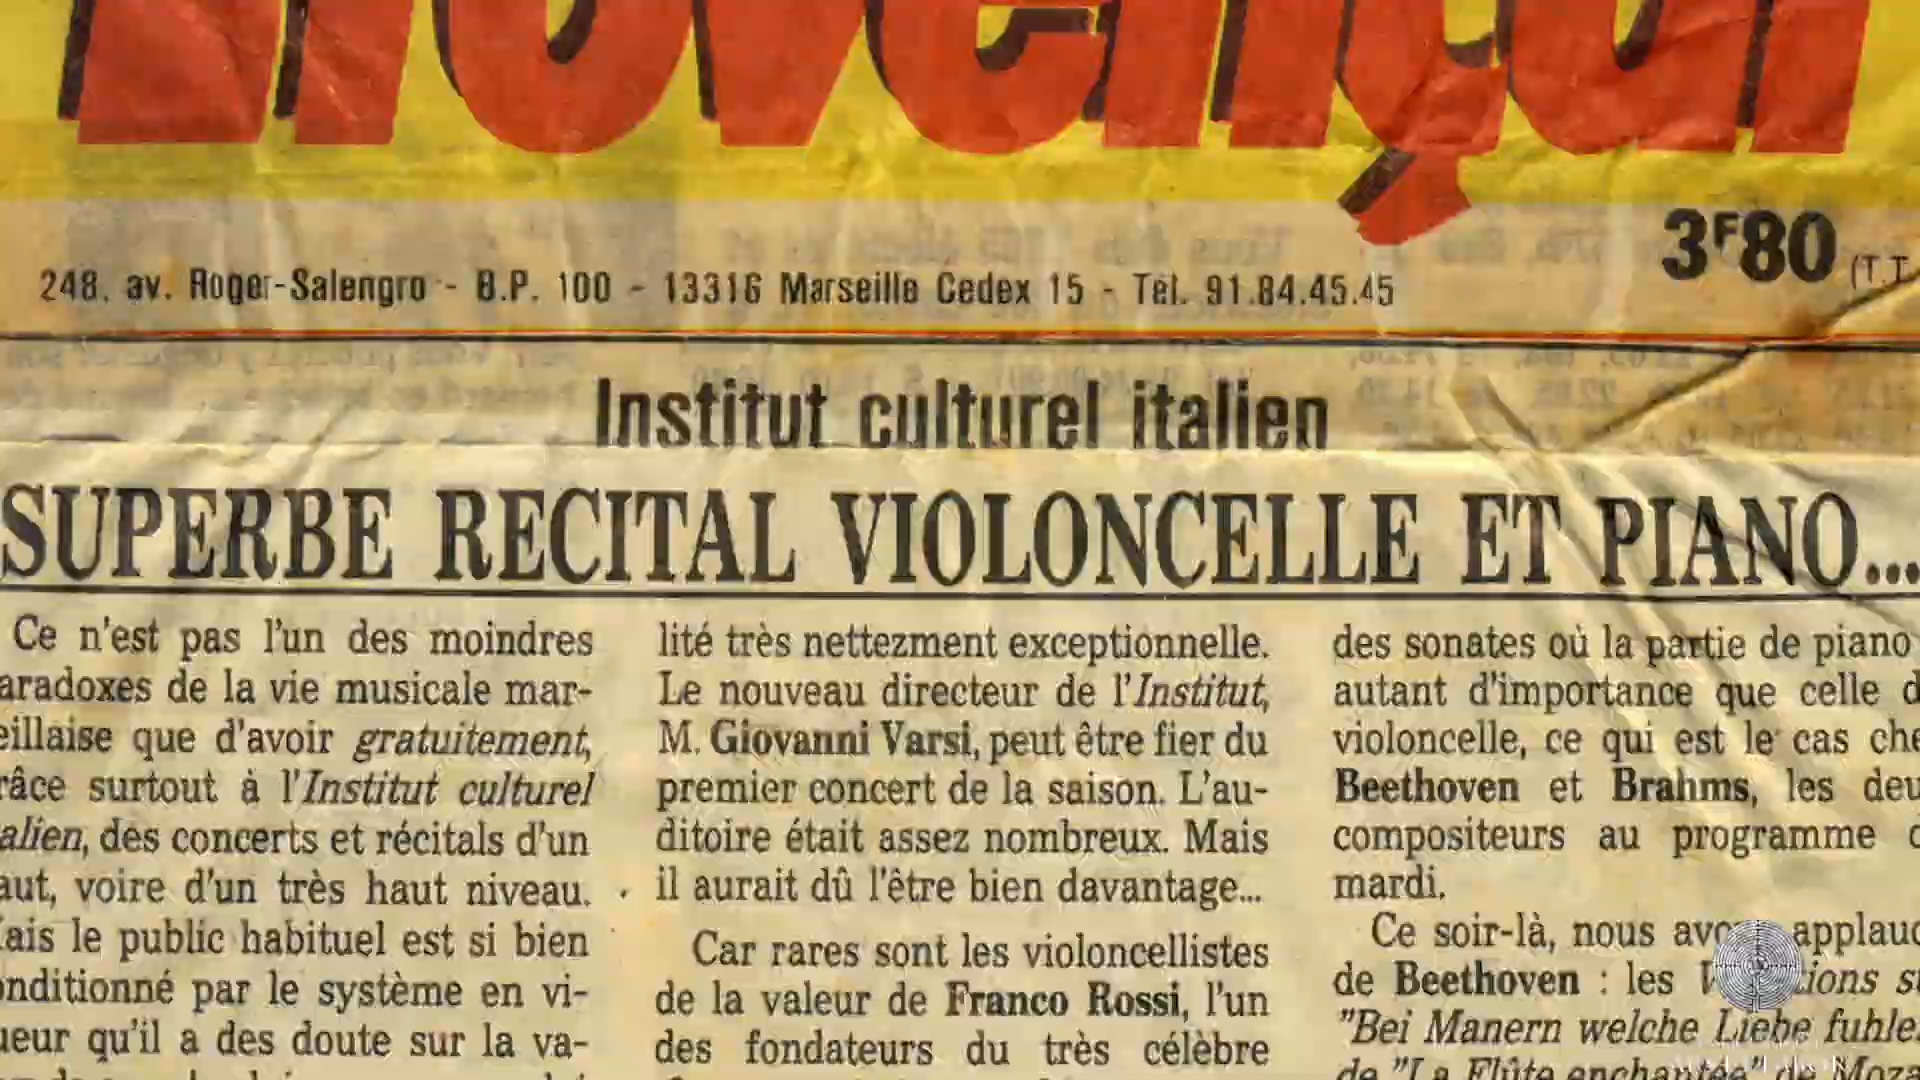 Provençal
3F80
248, av. Roger-Salengro - B.P. 100 - 13316 Marseille Cedex 15 - Tél. 91.84.45.45
(T.T.
Institut culturel italien
SUPERBE RECITAL VIOLONCELLE ET PIANO...
Ce n'est pas l'un des moindres
aradoxes de la vie musicale mar-
eillaise que d'avoir gratuitement,
râce surtout à l'Institut culturel
alien, des concerts et récitals d'un
aut, voire d'un très haut niveau.
ais le public habituel est si bien
onditionné par le système en vi-
ueur qu'il a des doute sur la va-
lité très nettezment exceptionnelle.
Le nouveau directeur de l'Institut,
M. Giovanni Varsi, peut être fier du
premier concert de la saison. L'au-
ditoire était assez nombreux. Mais
il aurait dû l'être bien davantage...
Car rares sont les violoncellistes
de la valeur de Franco Rossi, l'un
des fondateurs du très célèbre
des sonates où la partie de piano
autant d'importance que celle d
violoncelle, ce qui est le cas che
Beethoven et Brahms, les deu
compositeurs au programme
mardi.
Ce soir-là, nous avo applaud
de Beethoven : les V tions su
"Bei Manern welche Liebe fuhle
de "La Flûte enchantée" de Moza